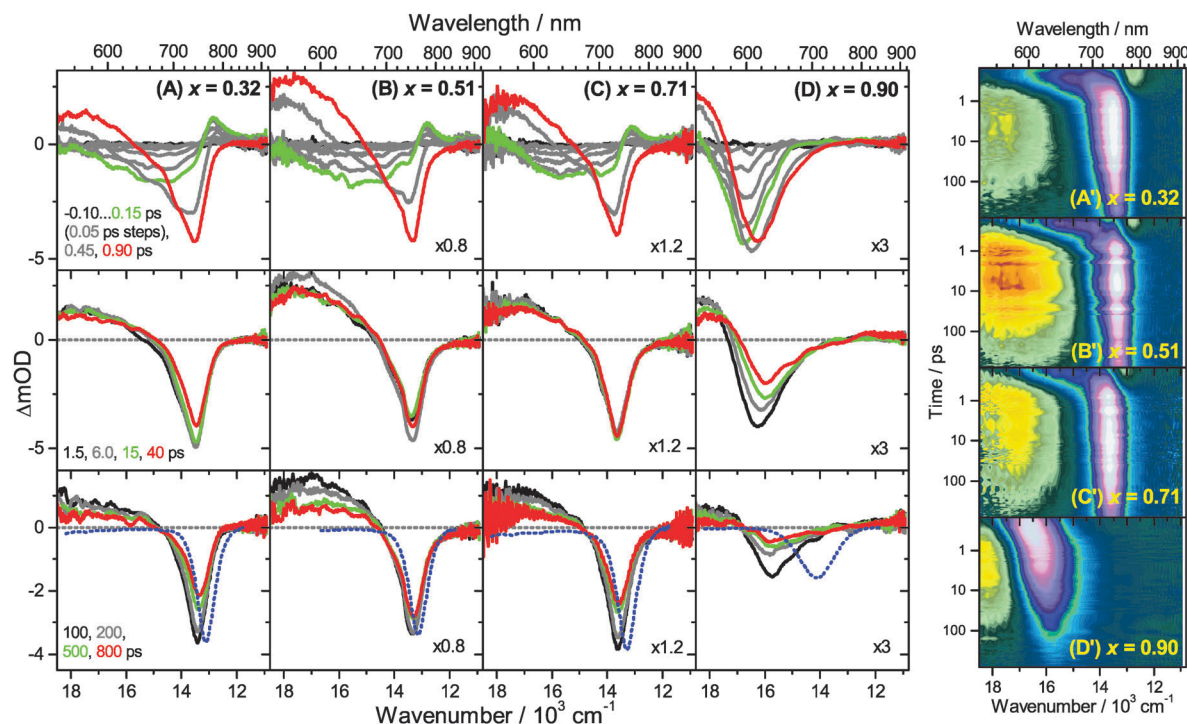 Wavelength / nm
600 700 800 900
600 700 800 900
600 700 800 900
600 700 800 900
(A) x = 0.32
(B) x = 0.51
(C) x = 0.71
(D) x = 0.90
0
-5
-0.10...0.15 ps
(0.05 ps steps),
0.45, 0.90 ps
x0.8
x1.2
x3
0
-5
1.5, 6.0, 15, 40 ps
x0.8
x1.2
x3
0
-2
-4
100, 200,
500, 800 ps
x0.8
x1.2
x3
ΔmOD
18 16 14 12
18 16 14 12
18 16 14 12
18 16 14 12
Wavenumber / 10³ cm⁻¹
Wavelength / nm
600 700 800 900
1
10
100
(A') x = 0.32
1
10
100
(B') x = 0.51
1
10
100
(C') x = 0.71
1
10
100
(D') x = 0.90
Time / ps
18 16 14 12
Wavenumber / 10³ cm⁻¹